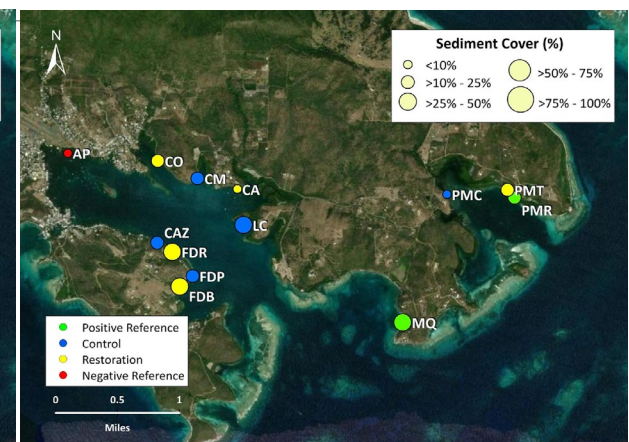 N
Sediment Cover (%)
<10%
>10% - 25%
>25% - 50%
>50% - 75%
>75% - 100%
AP
CO
CM
CA
PMC
PMT
PMR
LC
CAZ
FDR
FDP
FDB
MQ
Positive Reference
Control
Restoration
Negative Reference
0 0.5 1
Miles